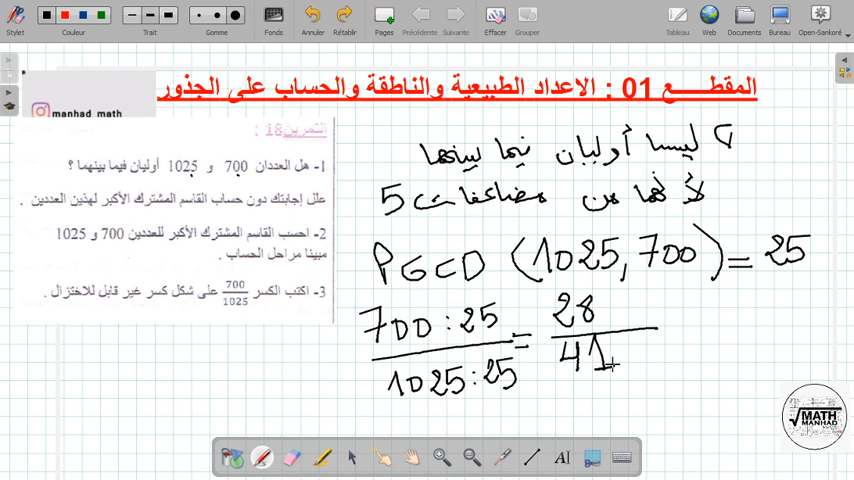 Stylet Couleur Trait Gomme Fonds Annuler Rétablir Pages Précédente Suivante Effacer Grouper Tableau Web Documents Bureau Open-Sankoré
المقطـــــع 01 : الاعداد الطبيعية والناطقة والحساب على الجذور
manhad_math
التمرين18 :
1- هل العددان 700 و 1025 أوليان فيما بينهما ؟
علل إجابتك دون حساب القاسم المشترك الأكبر لهذين العددين .
2- احسب القاسم المشترك الأكبر للعددين 700 و 1025
مبينا مراحل الحساب .
3- اكتب الكسر 700/1025 على شكل كسر غير قابل للاختزال .
ليسا أوليان فيما بينهما
لأنهما من مضاعفات 5
PGCD (1025,700) = 25
700:25 = 28
1025:25 41
MATH
MANHAD